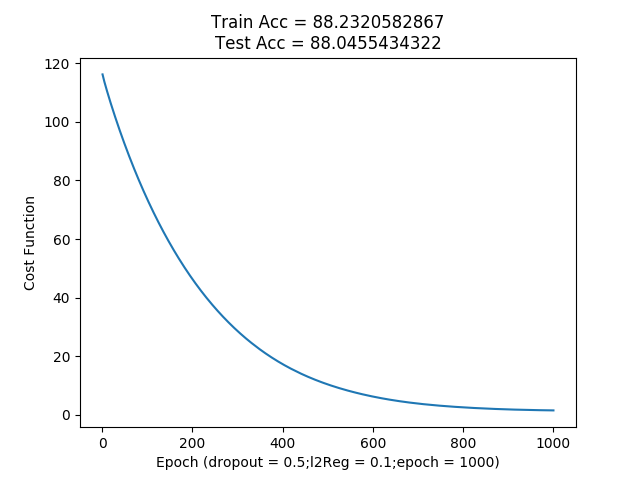 Train Acc = 88.2320582867
Test Acc = 88.0455434322
120
100
80
60
40
20
0
Cost Function
0 200 400 600 800 1000
Epoch (dropout = 0.5;l2Reg = 0.1;epoch = 1000)